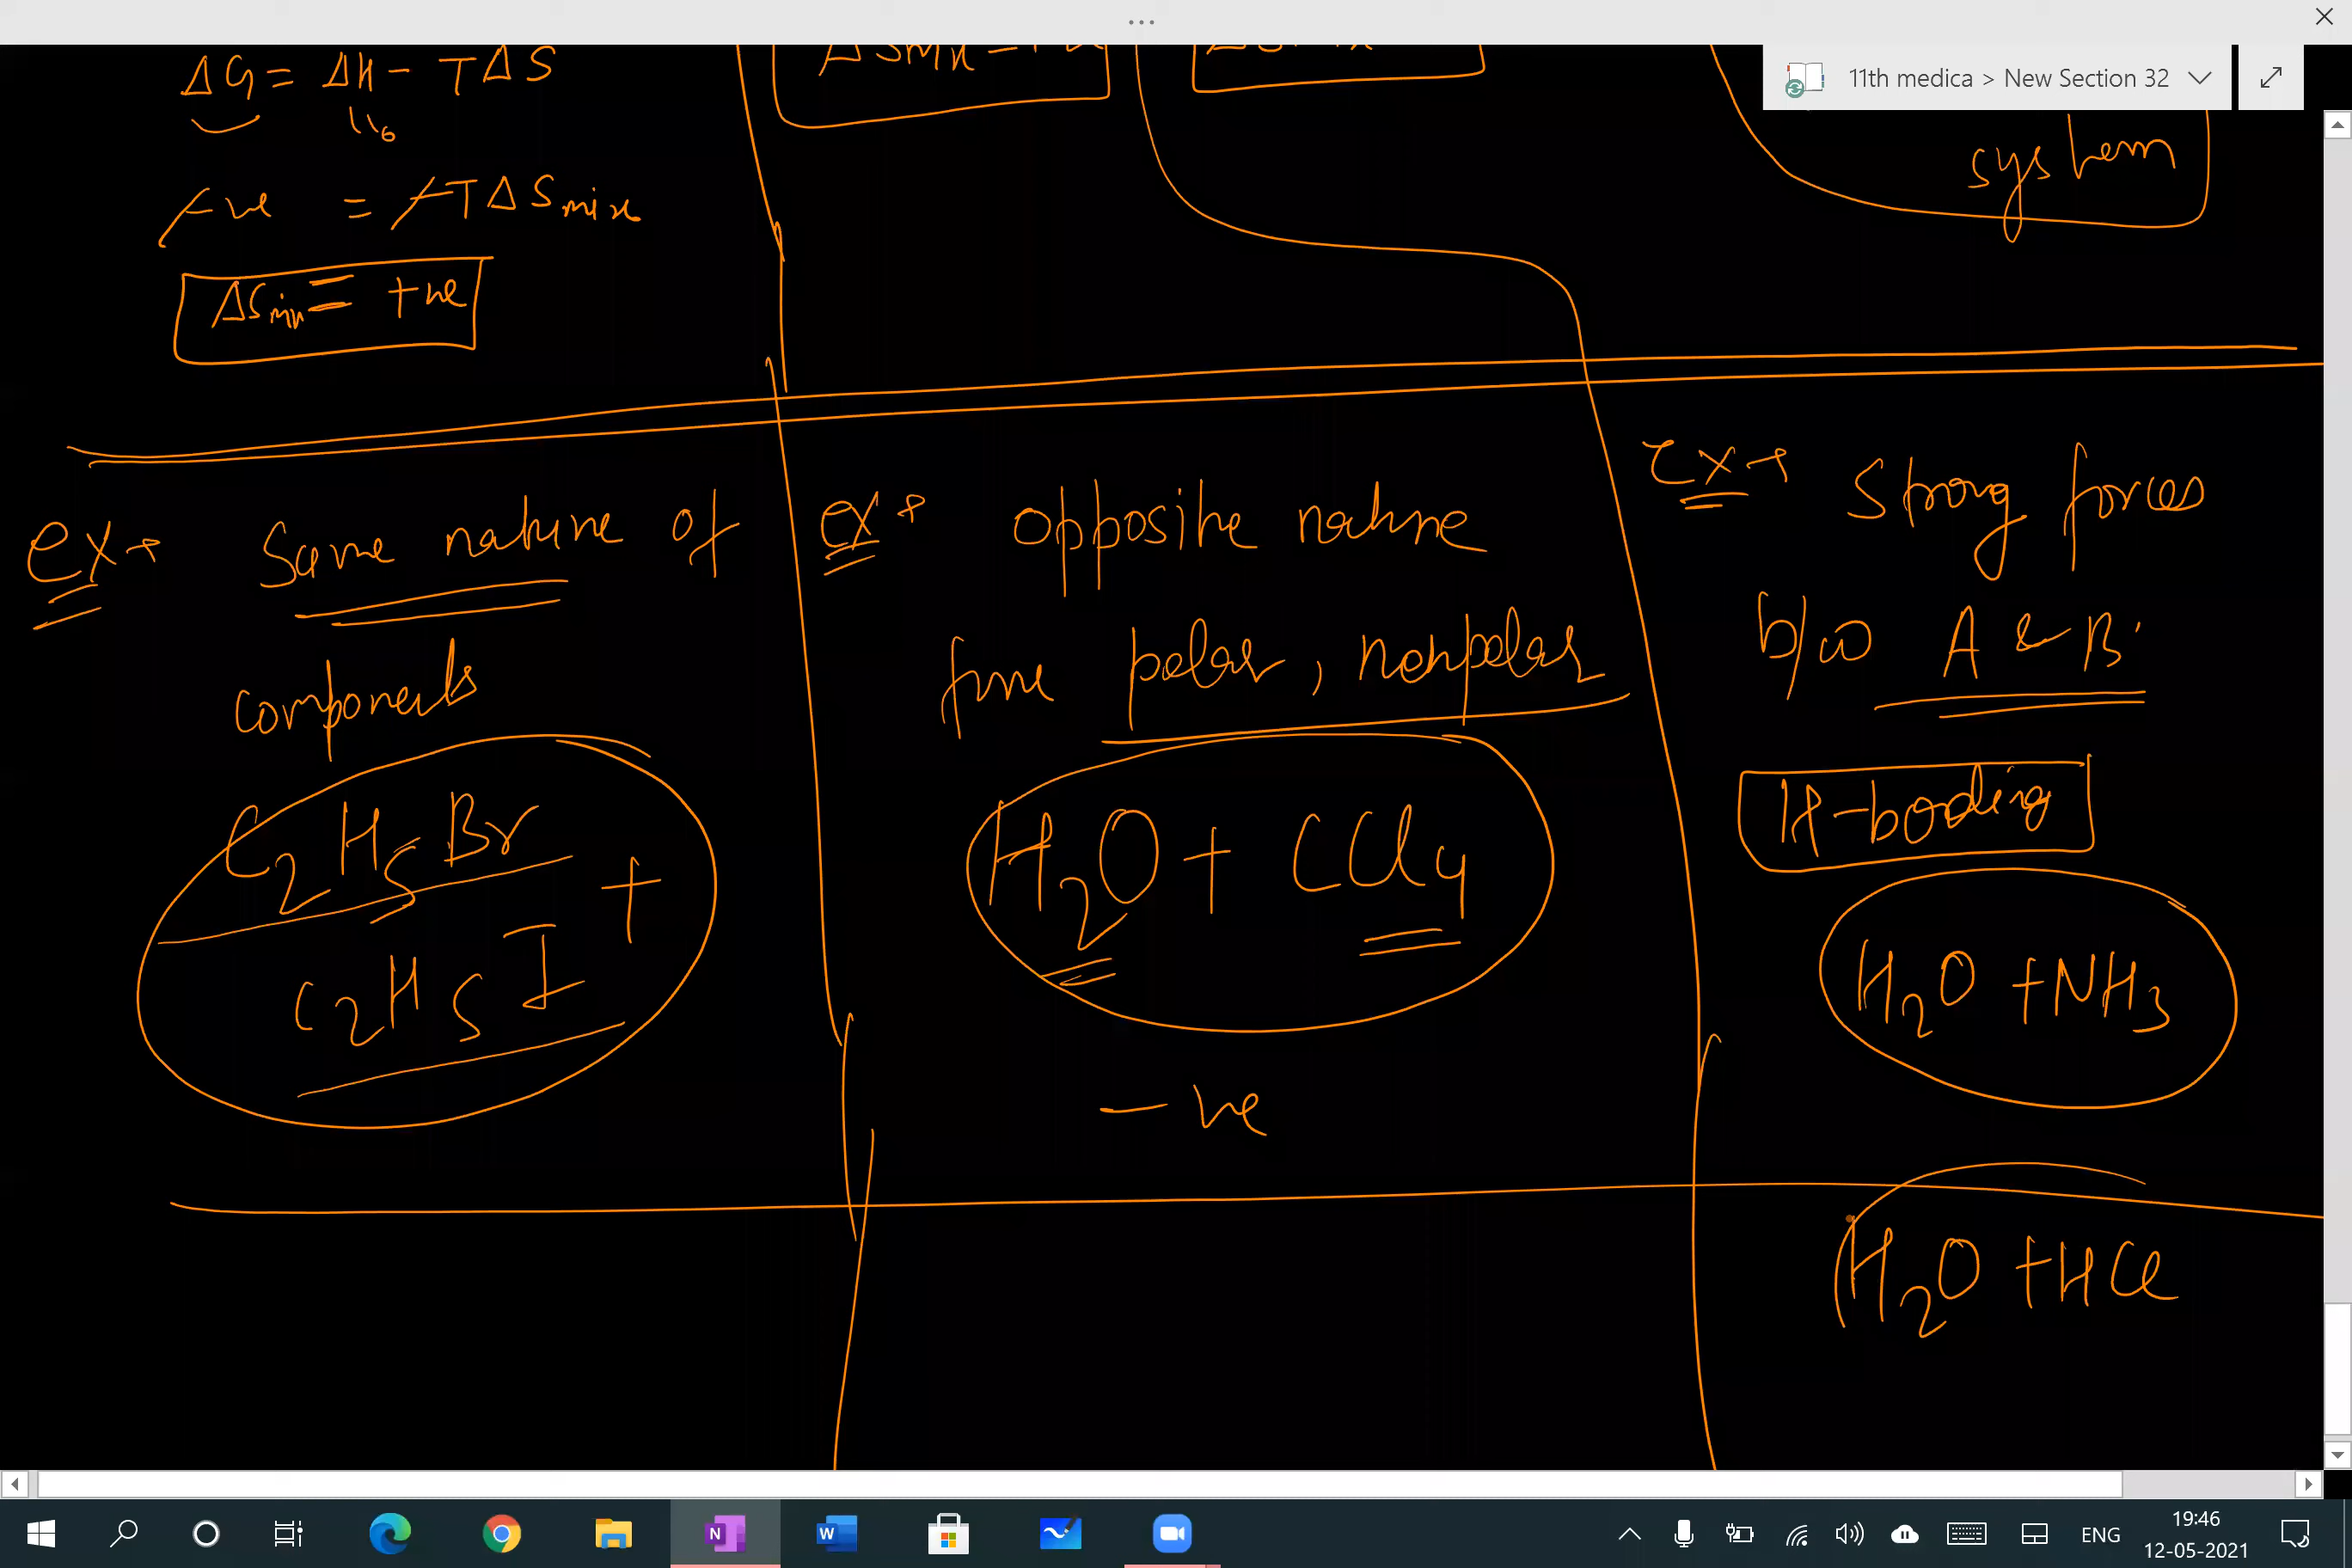 11th medica > New Section 32
ΔG = ΔH - TΔS
-ve = -TΔSmix
ΔSmix = +ve
system
ex→ Same nature of
components
C2H5Br
+
C2H5I
ex→ opposite nature
polar, nonpolar
H2O + CCl4
-ve
Ex→ Strong forces
b/w A & B
H-bonding
H2O + NH3
H2O + HCl
ENG
19:46
12-05-2021